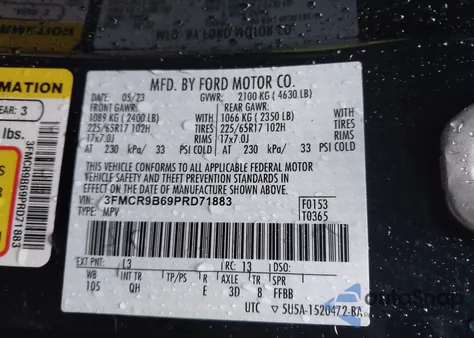 MFD. BY FORD MOTOR CO.
DATE: 05/23 GVWR: 2100 KG ( 4630 LB)
FRONT GAWR: REAR GAWR:
1089 KG ( 2400 LB) WITH 1066 KG ( 2350 LB) WITH
225/65R17 102H TIRES 225/65R17 102H TIRES
17x7.0J RIMS 17x7.0J RIMS
AT 230 kPa/ 33 PSI COLD AT 230 kPa/ 33 PSI COLD
THIS VEHICLE CONFORMS TO ALL APPLICABLE FEDERAL MOTOR
VEHICLE SAFETY AND THEFT PREVENTION STANDARDS IN
EFFECT ON THE DATE OF MANUFACTURE SHOWN ABOVE.
VIN: 3FMCR9B69PRD71883 F0153
TYPE: MPV T0365
EXT PNT: L3 RC: 13 DSO:
WB INT TR TP/PS R AXLE TR SPR
105 QH E 3D 8 FFBB
UTC ▽ 5U5A-1520472-BA
MATION
EAR: 3
lbs.
3FMCR9B69PRD71883
AutoSnap